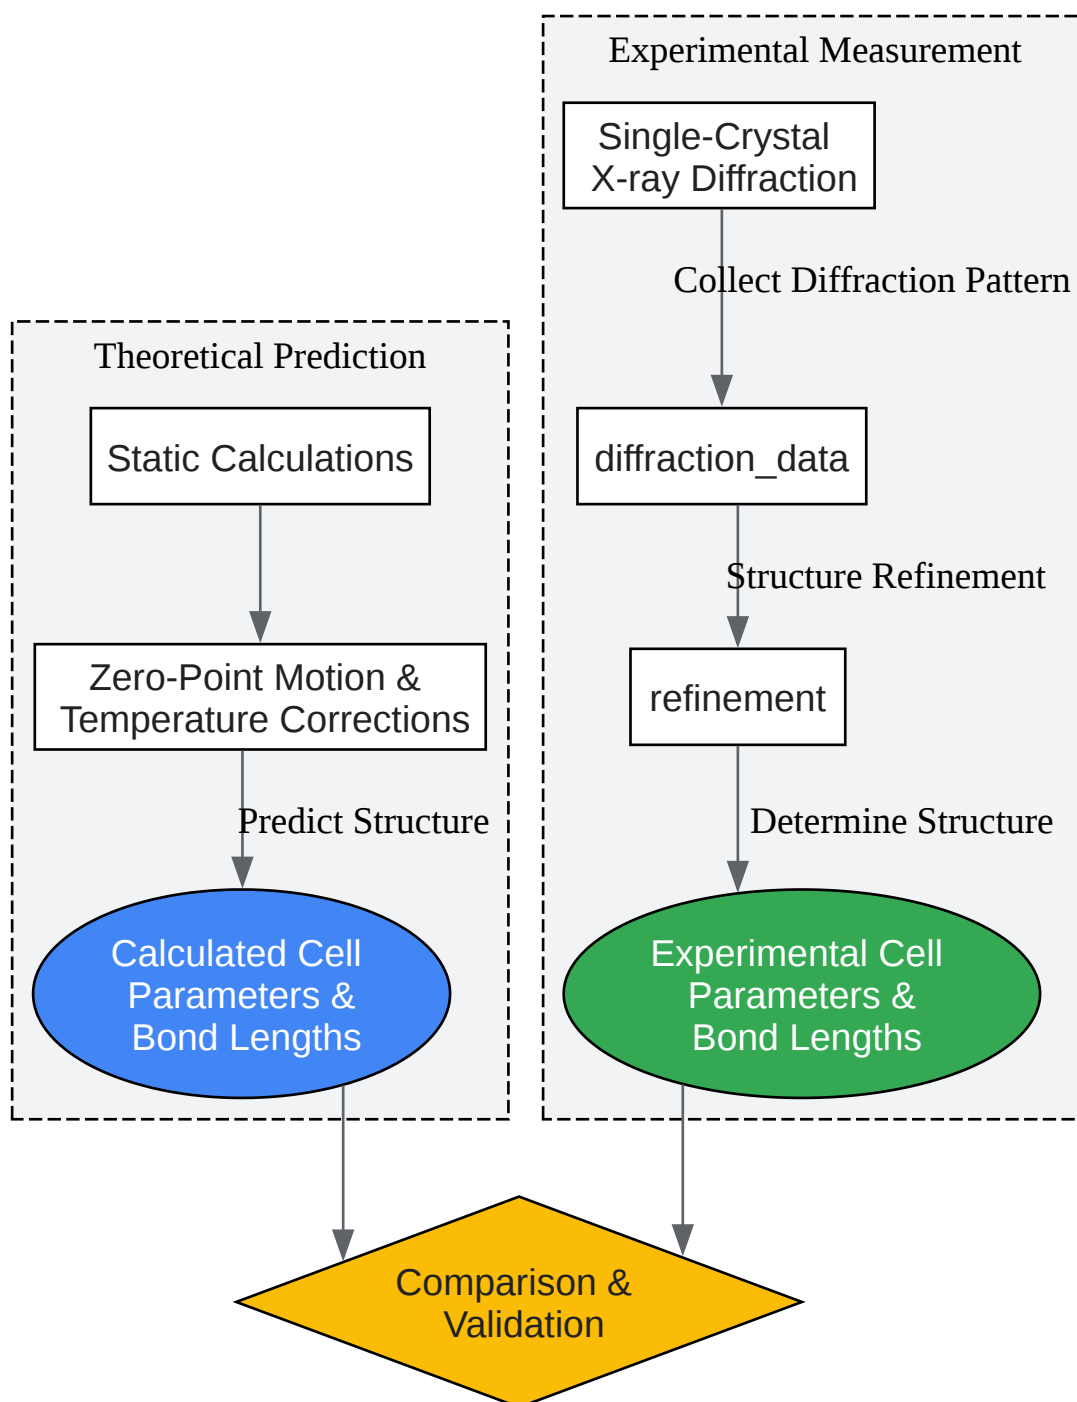 Experimental Measurement
Single-Crystal
X-ray Diffraction
Collect Diffraction Pattern
diffraction_data
Structure Refinement
refinement
Determine Structure
Experimental Cell
Parameters &
Bond Lengths
Theoretical Prediction
Static Calculations
Zero-Point Motion &
Temperature Corrections
Predict Structure
Calculated Cell
Parameters &
Bond Lengths
Comparison &
Validation